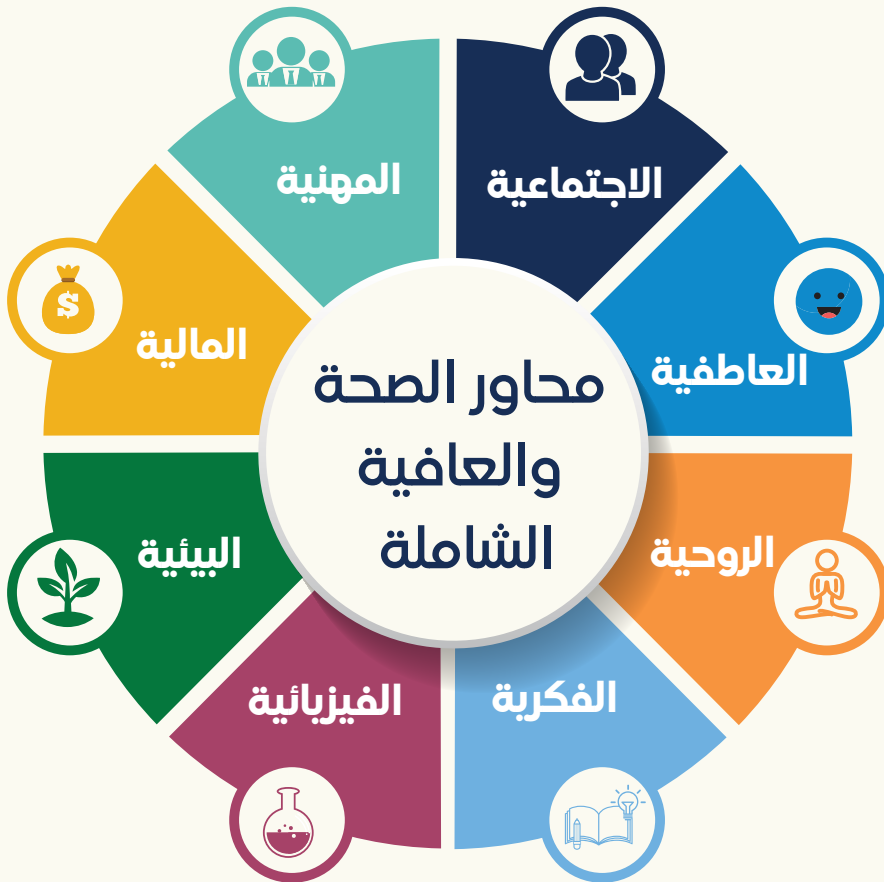 محاور الصحة
والعافية
الشاملة
الاجتماعية
العاطفية
الروحية
الفكرية
الفيزيائية
البيئية
المالية
$
المهنية